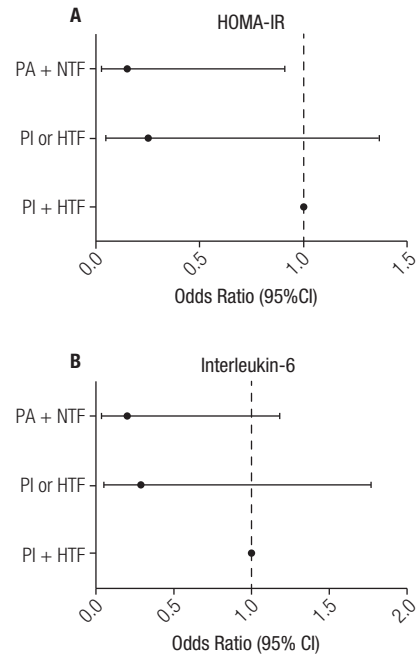 A
HOMA-IR
PA + NTF
PI or HTF
PI + HTF
0.0
0.5
1.0
1.5
Odds Ratio (95%CI)
B
Interleukin-6
PA + NTF
PI or HTF
PI + HTF
0.0
0.5
1.0
1.5
2.0
Odds Ratio (95% CI)